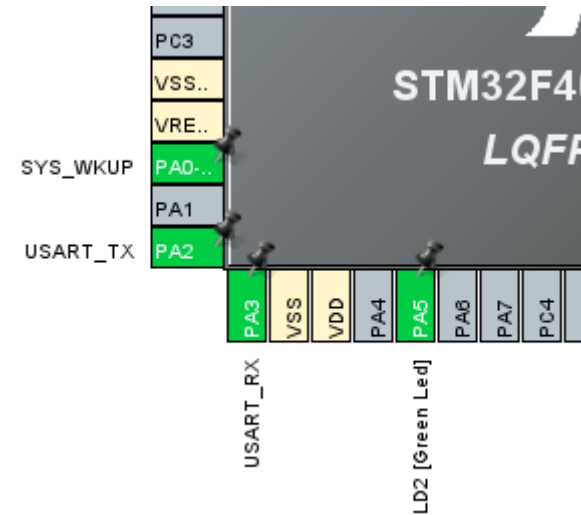 PC3
VSS..
VRE..
SYS_WKUP PA0-..
PA1
USART_TX PA2
STM32F4
LQF
PA3
VSS
VDD
PA4
PA5
PA6
PA7
PC4
USART_RX
LD2 [Green Led]